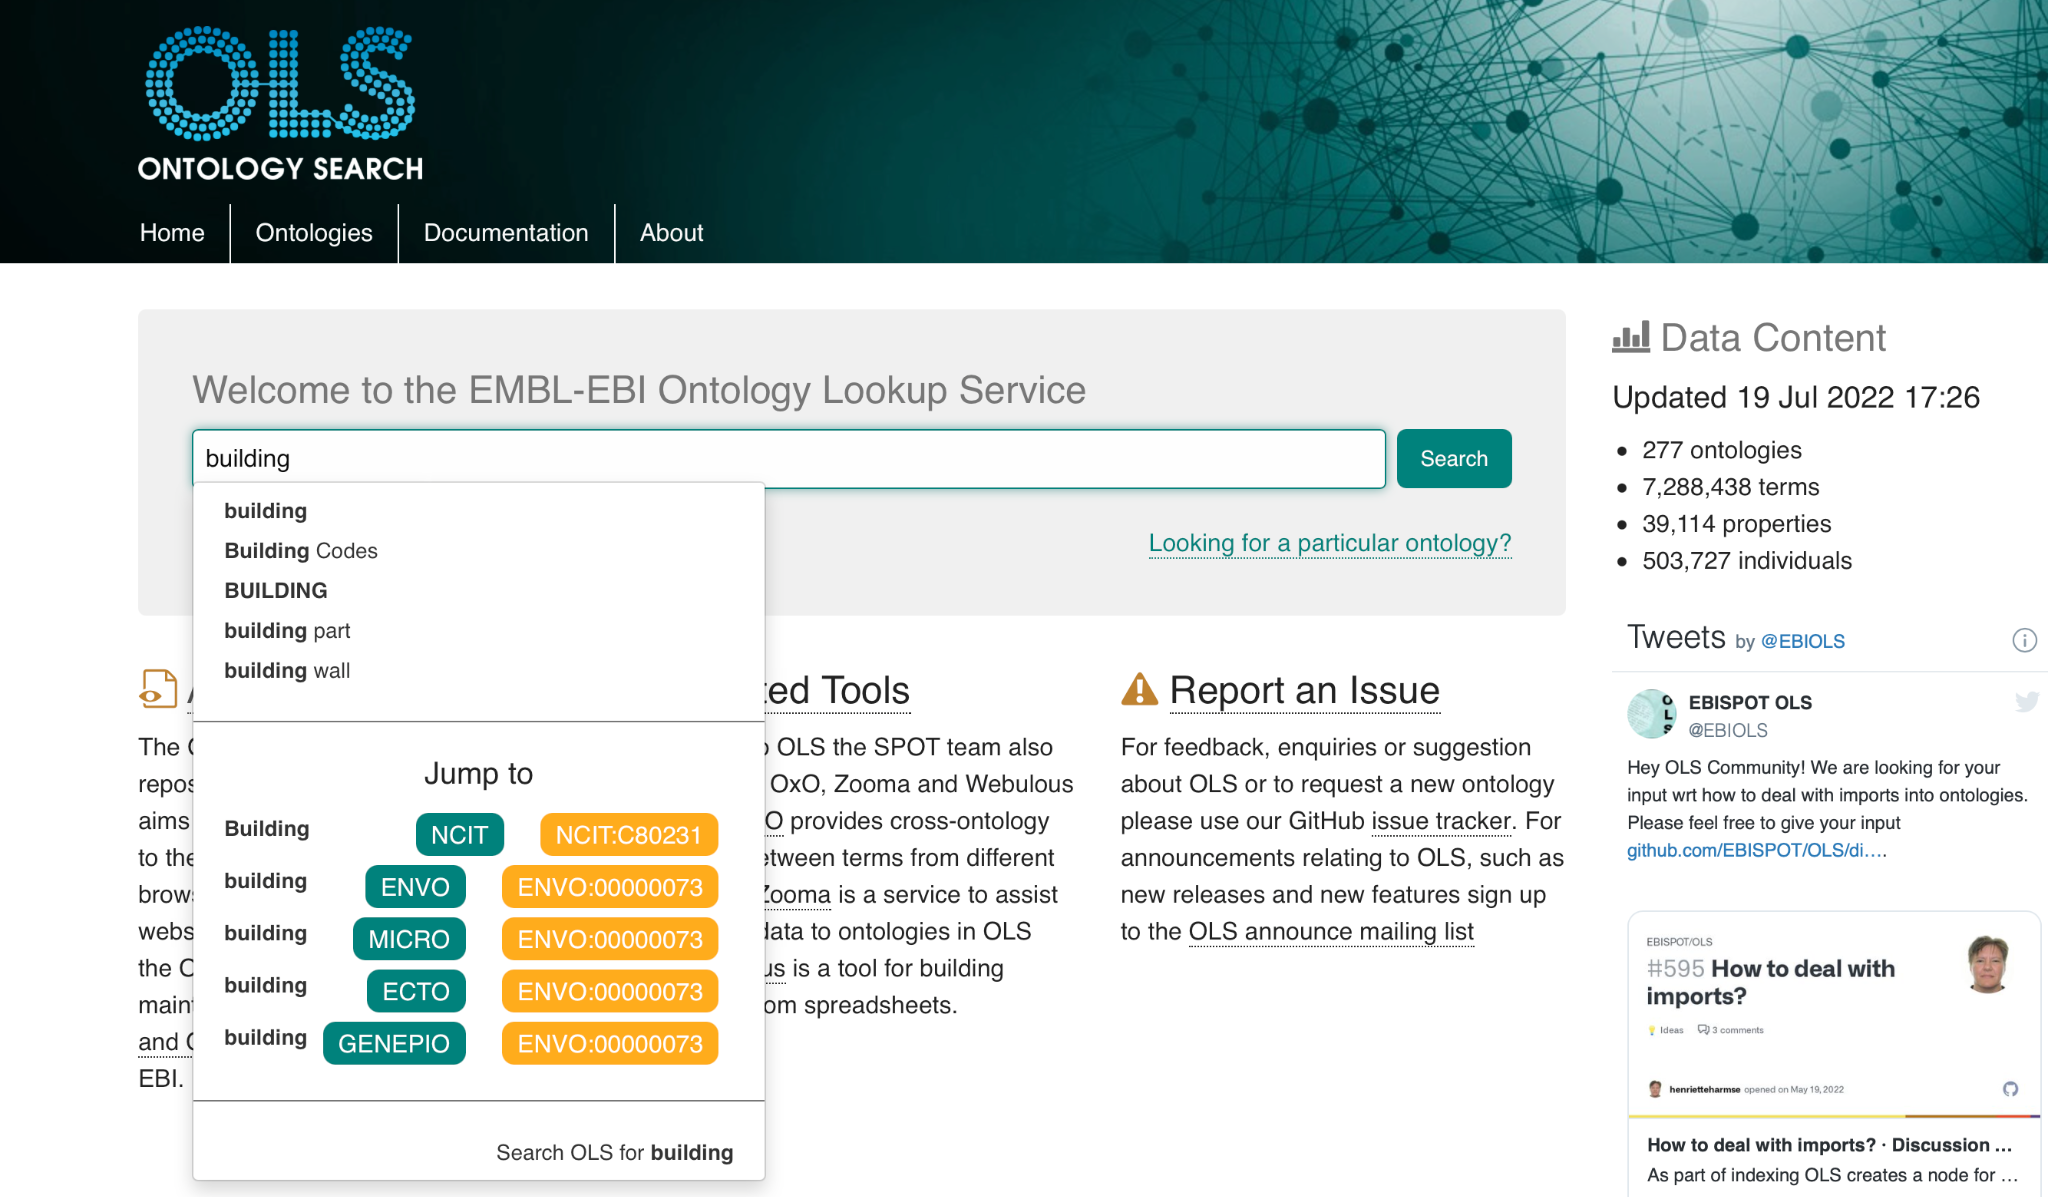 OLS
ONTOLOGY SEARCH
Home
Ontologies
Documentation
About
Welcome to the EMBL-EBI Ontology Lookup Service
building
Search
Looking for a particular ontology?
building
Building Codes
BUILDING
building part
building wall
Jump to
Building NCIT NCIT:C80231
building ENVO ENVO:00000073
building MICRO ENVO:00000073
building ECTO ENVO:00000073
building GENEPIO ENVO:00000073
Search OLS for building
The
aims
to the
the
and
EBI.
Tools
OLS the SPOT team also
OxO, Zooma and Webulous
provides cross-ontology
between terms from different
Zooma is a service to assist
data to ontologies in OLS
is a tool for building
from spreadsheets.
Report an Issue
For feedback, enquiries or suggestion
about OLS or to request a new ontology
please use our GitHub issue tracker. For
announcements relating to OLS, such as
new releases and new features sign up
to the OLS announce mailing list
Data Content
Updated 19 Jul 2022 17:26
277 ontologies
7,288,438 terms
39,114 properties
503,727 individuals
Tweets by @EBIOLS
OLS
EBISPOT OLS
@EBIOLS
Hey OLS Community! We are looking for your
input wrt how to deal with imports into ontologies.
Please feel free to give your input
github.com/EBISPOT/OLS/di….
EBISPOT/OLS
#595 How to deal with
imports?
Ideas 3 comments
henrietteharmse opened on May 19, 2022
How to deal with imports? · Discussion ...
As part of indexing OLS creates a node for ...